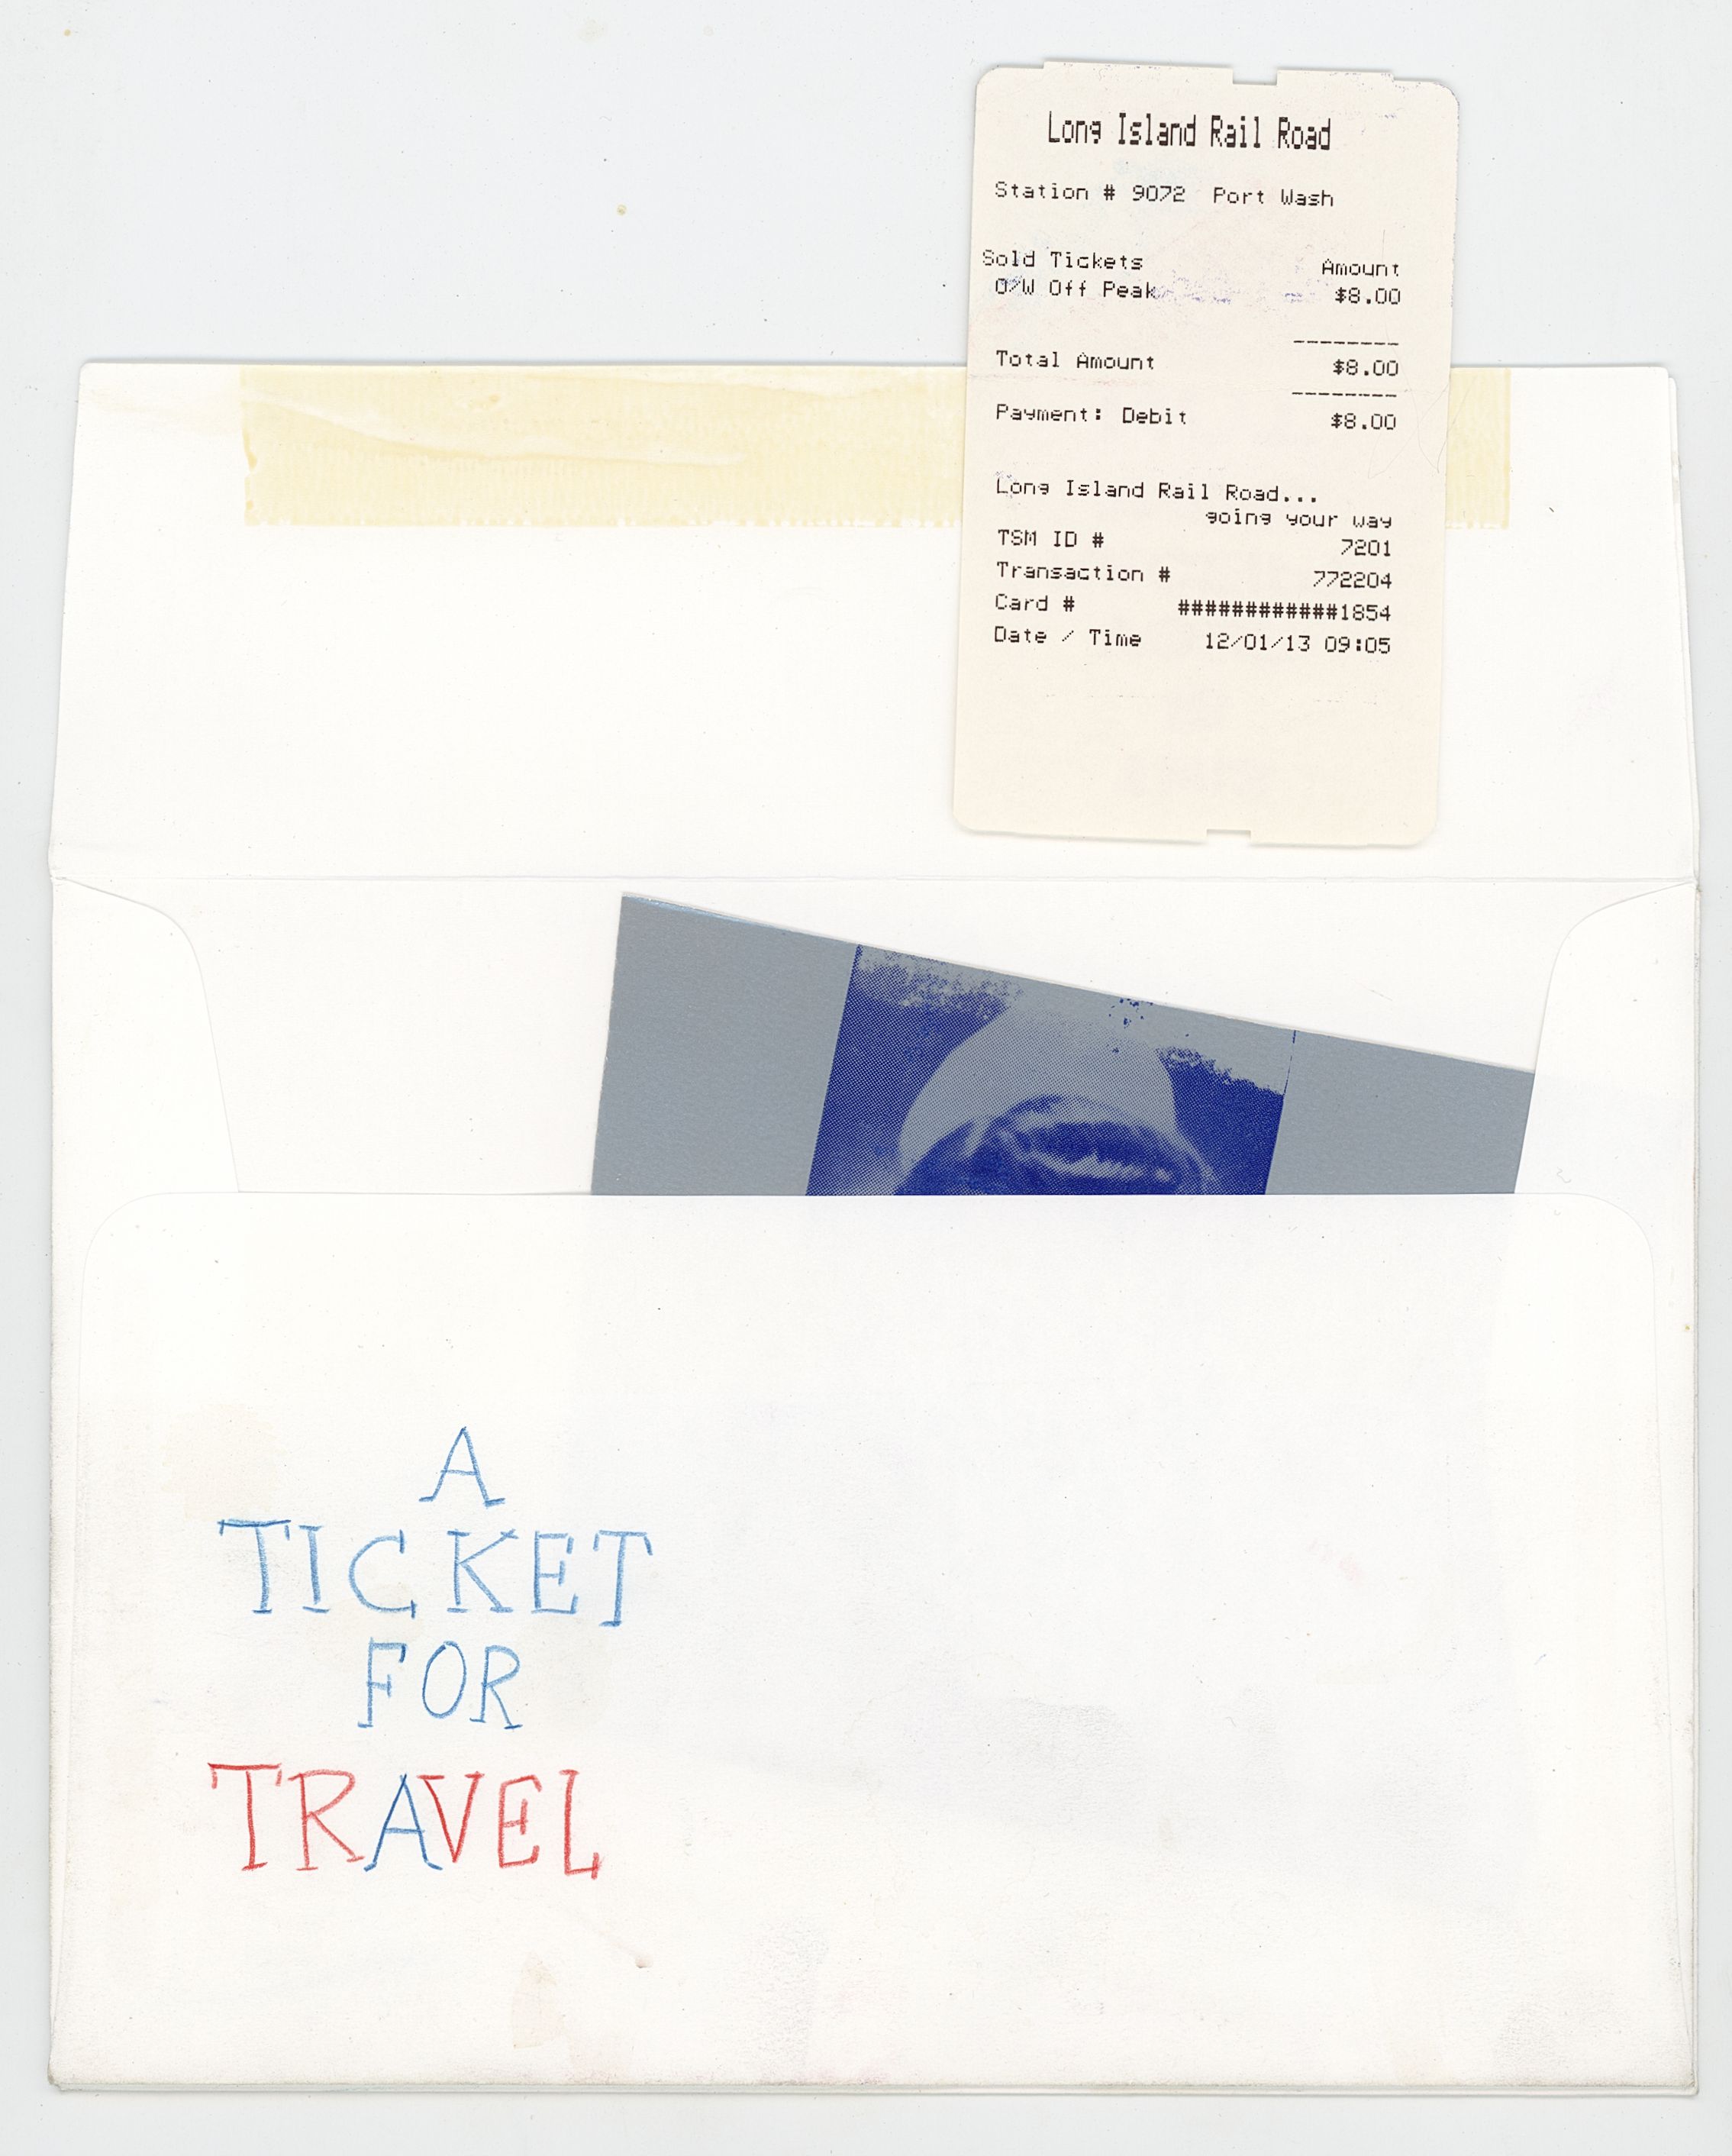 Long Island Rail Road
Station # 9072 Port Wash
Sold Tickets Amount
O/W Off Peak $8.00
--------
Total Amount $8.00
--------
Payment: Debit $8.00
Long Island Rail Road...
going your way
TSM ID # 7201
Transaction # 772204
Card # ############1854
Date / Time 12/01/13 09:05
A
TICKET
FOR
TRAVEL